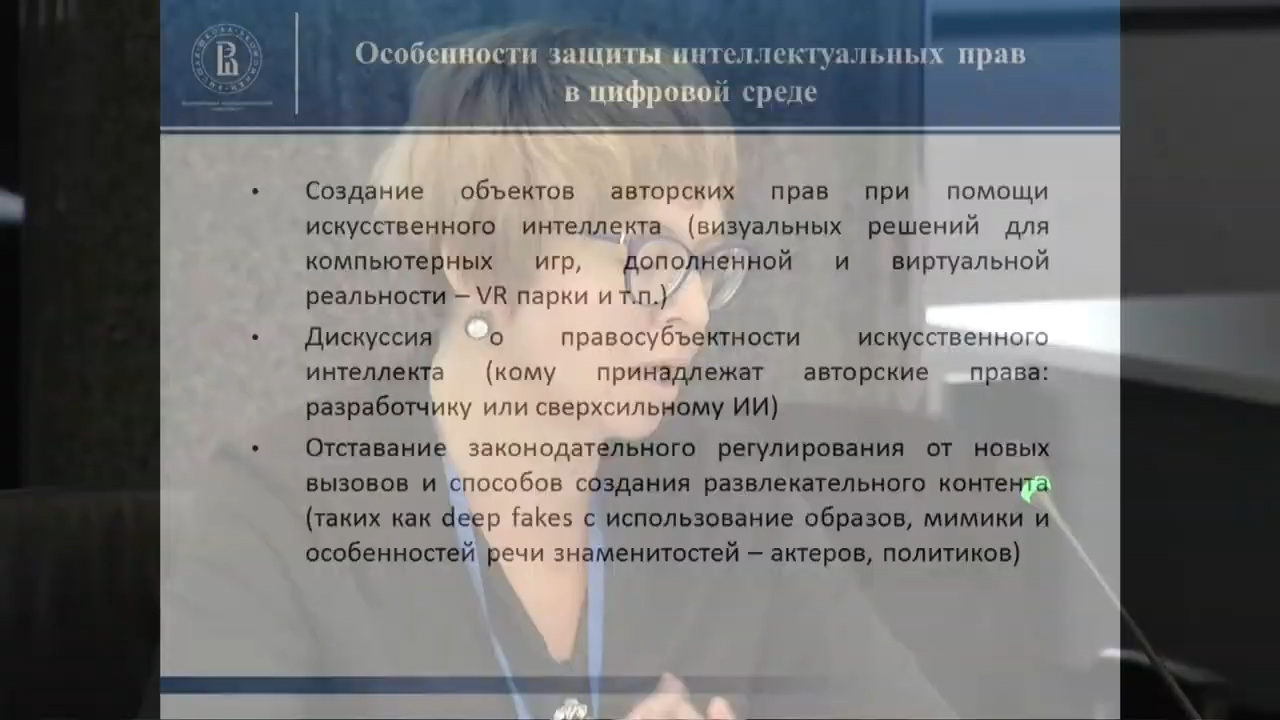 Особенности защиты интеллектуальных прав
в цифровой среде
• Создание объектов авторских прав при помощи
искусственного интеллекта (визуальных решений для
компьютерных игр, дополненной и виртуальной
реальности – VR парки и т.п.)
• Дискуссия о правосубъектности искусственного
интеллекта (кому принадлежат авторские права:
разработчику или сверхсильному ИИ)
• Отставание законодательного регулирования от новых
вызовов и способов создания развлекательного контента
(таких как deep fakes с использование образов, мимики и
особенностей речи знаменитостей – актеров, политиков)